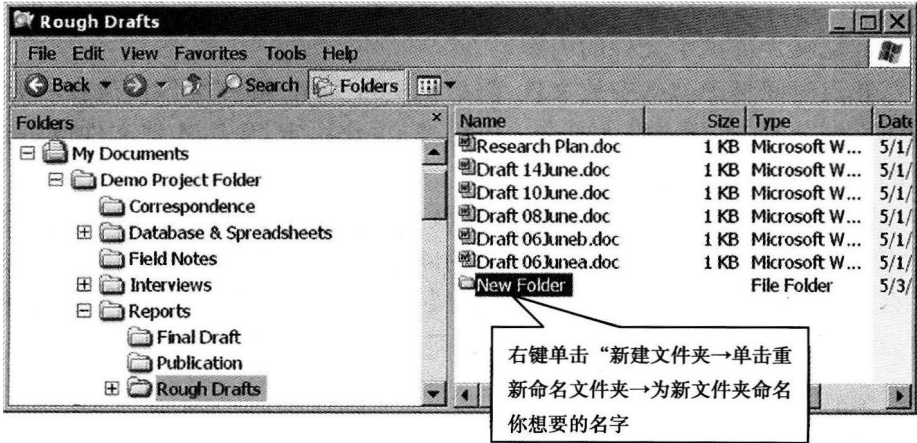 Rough Drafts
File Edit View Favorites Tools Help
Back Search Folders
Folders ×
My Documents
Demo Project Folder
Correspondence
Database & Spreadsheets
Field Notes
Interviews
Reports
Final Draft
Publication
Rough Drafts
Name Size Type Date
Research Plan.doc 1 KB Microsoft W... 5/1/
Draft 14June.doc 1 KB Microsoft W... 5/1/
Draft 10June.doc 1 KB Microsoft W... 5/1/
Draft 08June.doc 1 KB Microsoft W... 5/1/
Draft 06Juneb.doc 1 KB Microsoft W... 5/1/
Draft 06Junea.doc 1 KB Microsoft W... 5/1/
New Folder File Folder 5/3/
右键单击“新建文件夹→单击重
新命名文件夹→为新文件夹命名
你想要的名字